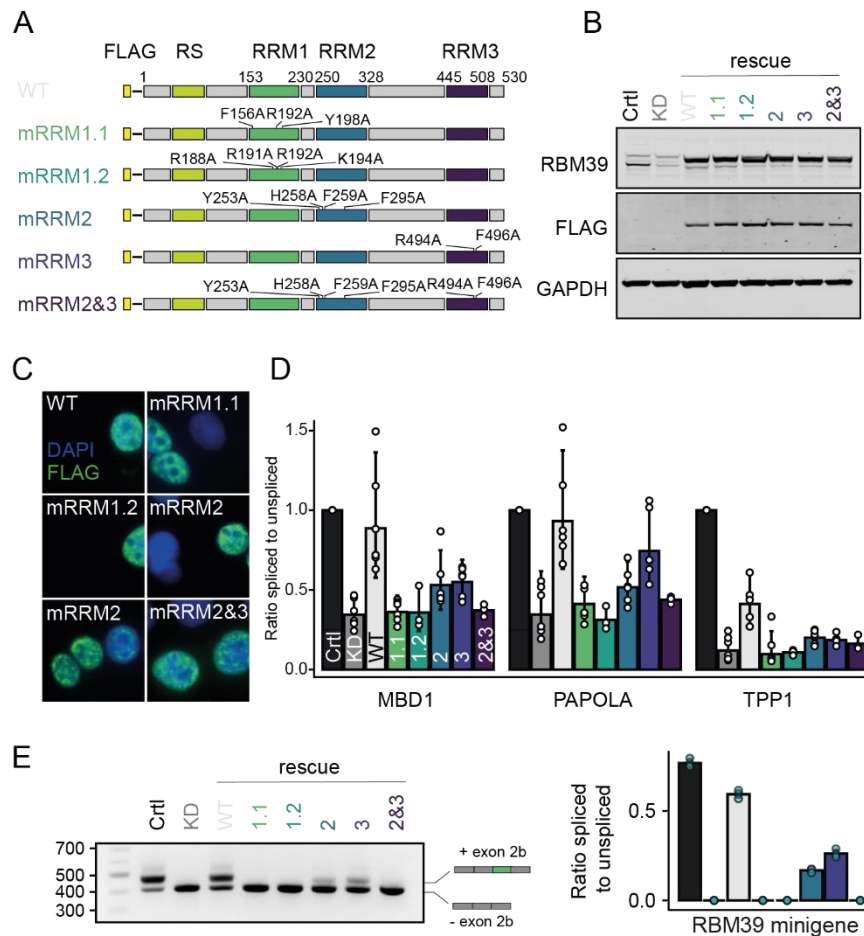 A
FLAG RS RRM1 RRM2 RRM3
1 153 230 250 328 445 508 530
WT
F156A R192A Y198A
mRRM1.1
R188A R191A R192A K194A
mRRM1.2
Y253A H258A F259A F295A
mRRM2
R494A F496A
mRRM3
Y253A H258A F259A F295A R494A F496A
mRRM2&3
B
rescue
Crtl KD WT 1.1 1.2 2 3 2&3
RBM39
FLAG
GAPDH
C
WT mRRM1.1
DAPI
FLAG
mRRM1.2 mRRM2
mRRM2 mRRM2&3
D
Ratio spliced to unspliced
1.5
1.0
0.5
0.0
Crtl KD WT 1.1 1.2 2 3 2&3
MBD1 PAPOLA TPP1
E
rescue
Crtl KD WT 1.1 1.2 2 3 2&3
700
500
400
300
+ exon 2b
- exon 2b
Ratio spliced
to unspliced
0.5
0.0
RBM39 minigene